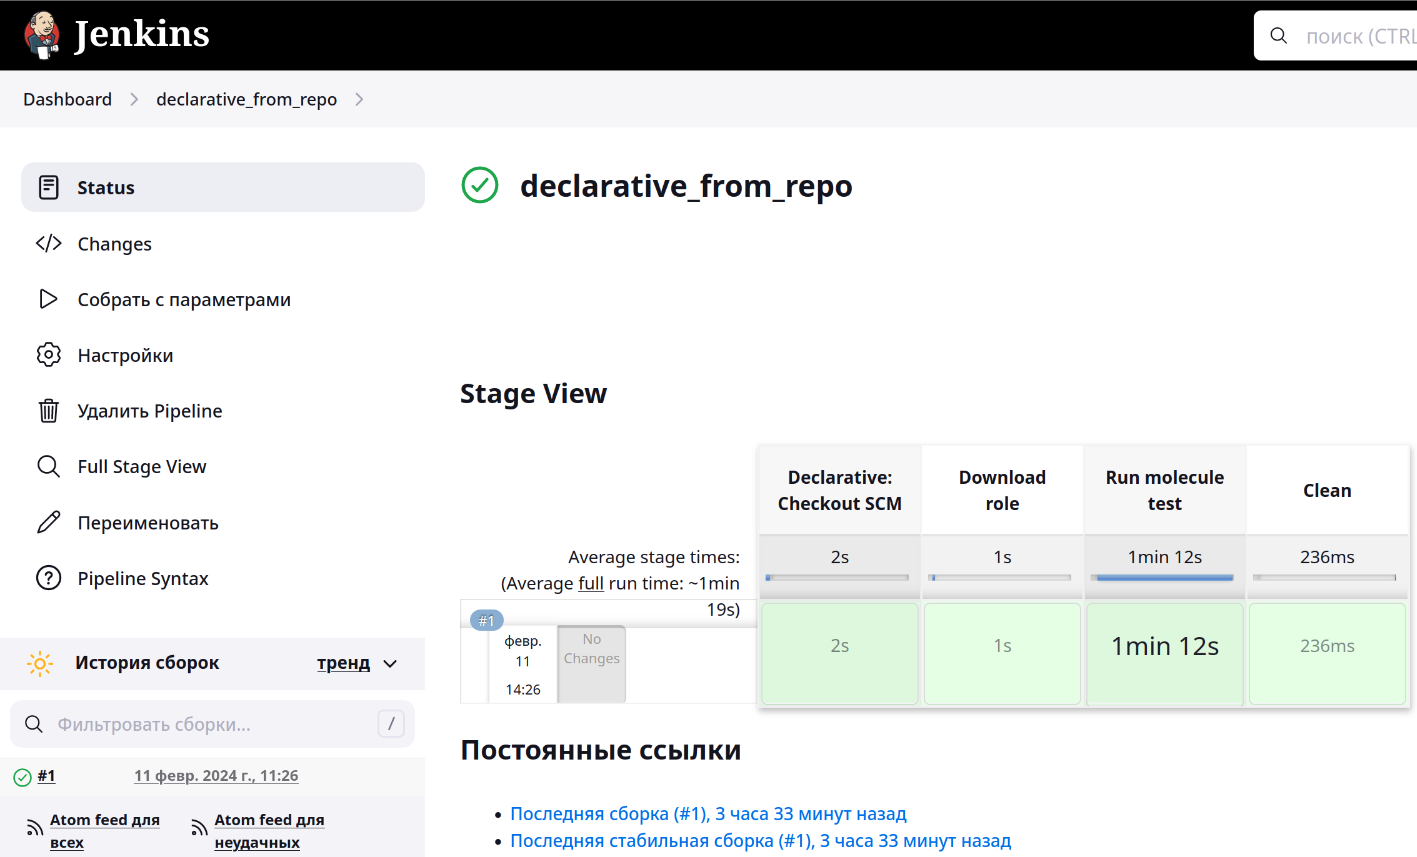 Jenkins
поиск (CTRL
Dashboard
declarative_from_repo
Status
Changes
Собрать с параметрами
Настройки
Удалить Pipeline
Full Stage View
Переименовать
Pipeline Syntax
История сборок
тренд
Фильтровать сборки...
/
#1
11 февр. 2024 г., 11:26
Atom feed для
всех
Atom feed для
неудачных
declarative_from_repo
Stage View
Declarative:
Checkout SCM
Download
role
Run molecule
test
Clean
Average stage times:
(Average full run time: ~1min
19s)
2s
1s
1min 12s
236ms
#1
февр.
11
14:26
No
Changes
2s
1s
1min 12s
236ms
Постоянные ссылки
Последняя сборка (#1), 3 часа 33 минут назад
Последняя стабильная сборка (#1), 3 часа 33 минут назад